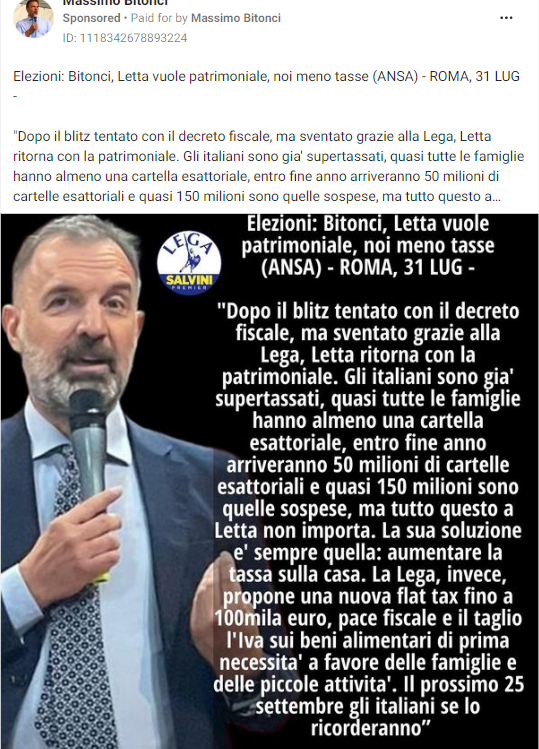 Massimo Bitonci
Sponsored • Paid for by Massimo Bitonci
ID: 1118342678893224
Elezioni: Bitonci, Letta vuole patrimoniale, noi meno tasse (ANSA) - ROMA, 31 LUG
-
"Dopo il blitz tentato con il decreto fiscale, ma sventato grazie alla Lega, Letta
ritorna con la patrimoniale. Gli italiani sono gia' supertassati, quasi tutte le famiglie
hanno almeno una cartella esattoriale, entro fine anno arriveranno 50 milioni di
cartelle esattoriali e quasi 150 milioni sono quelle sospese, ma tutto questo a...
LEGA
SALVINI
PREMIER
Elezioni: Bitonci, Letta vuole
patrimoniale, noi meno tasse
(ANSA) - ROMA, 31 LUG -
"Dopo il blitz tentato con il decreto
fiscale, ma sventato grazie alla
Lega, Letta ritorna con la
patrimoniale. Gli italiani sono gia'
supertassati, quasi tutte le famiglie
hanno almeno una cartella
esattoriale, entro fine anno
arriveranno 50 milioni di cartelle
esattoriali e quasi 150 milioni sono
quelle sospese, ma tutto questo a
Letta non importa. La sua soluzione
e' sempre quella: aumentare la
tassa sulla casa. La Lega, invece,
propone una nuova flat tax fino a
100mila euro, pace fiscale e il taglio
l'Iva sui beni alimentari di prima
necessita' a favore delle famiglie e
delle piccole attivita'. Il prossimo 25
settembre gli italiani se lo
ricorderanno”